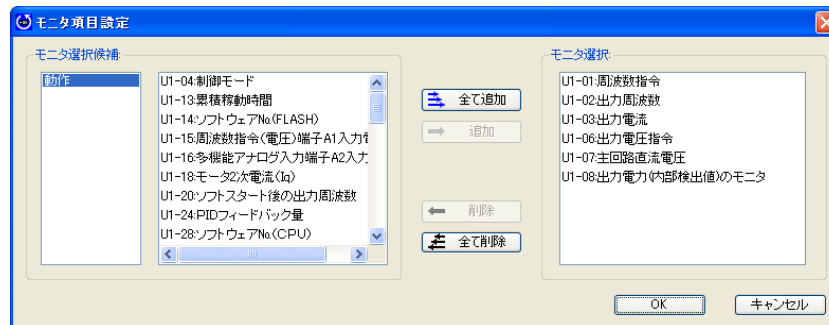 モニタ項目設定
モニタ選択候補:
動作
U1-04:制御モード
U1-13:累積稼動時間
U1-14:ソフトウェアNo.(FLASH)
U1-15:周波数指令(電圧)端子A1入力
U1-16:多機能アナログ入力端子A2入力
U1-18:モータ2次電流(Iq)
U1-20:ソフトスタート後の出力周波数
U1-24:PIDフィードバック量
U1-28:ソフトウェアNo.(CPU)
全て追加
追加
削除
全て削除
モニタ選択:
U1-01:周波数指令
U1-02:出力周波数
U1-03:出力電流
U1-06:出力電圧指令
U1-07:主回路直流電圧
U1-08:出力電力(内部検出値)のモニタ
OK
キャンセル